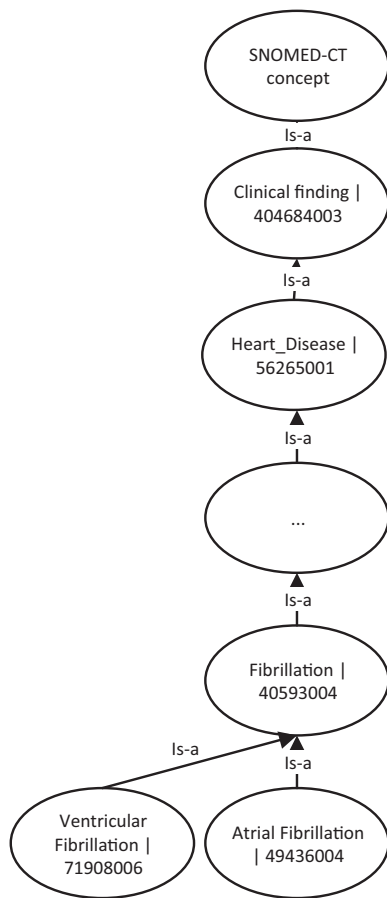 SNOMED-CT
concept
Is-a
Clinical finding |
404684003
Is-a
Heart_Disease |
56265001
Is-a
...
Is-a
Fibrillation |
40593004
Is-a
Is-a
Ventricular
Fibrillation |
71908006
Atrial Fibrillation
| 49436004